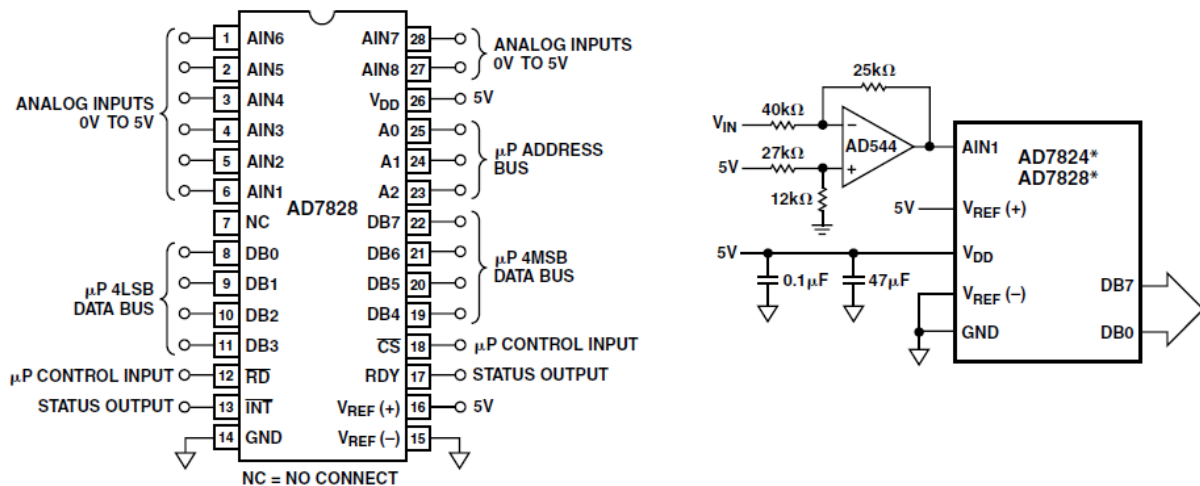 ANALOG INPUTS
0V TO 5V
1 AIN6
2 AIN5
3 AIN4
4 AIN3
5 AIN2
6 AIN1
7 NC
μP 4LSB
DATA BUS
8 DB0
9 DB1
10 DB2
11 DB3
μP CONTROL INPUT 12 RD
STATUS OUTPUT 13 INT
14 GND
AD7828
AIN7 28
AIN8 27
ANALOG INPUTS
0V TO 5V
VDD 26 5V
A0 25
A1 24
A2 23
μP ADDRESS
BUS
DB7 22
DB6 21
DB5 20
DB4 19
μP 4MSB
DATA BUS
CS 18 μP CONTROL INPUT
RDY 17 STATUS OUTPUT
VREF (+) 16 5V
VREF (–) 15
NC = NO CONNECT
25kΩ
VIN 40kΩ
–
AD544
5V 27kΩ
+
12kΩ
AIN1
AD7824*
AD7828*
5V VREF (+)
5V VDD
0.1μF
47μF
VREF (–)
GND
DB7
DB0